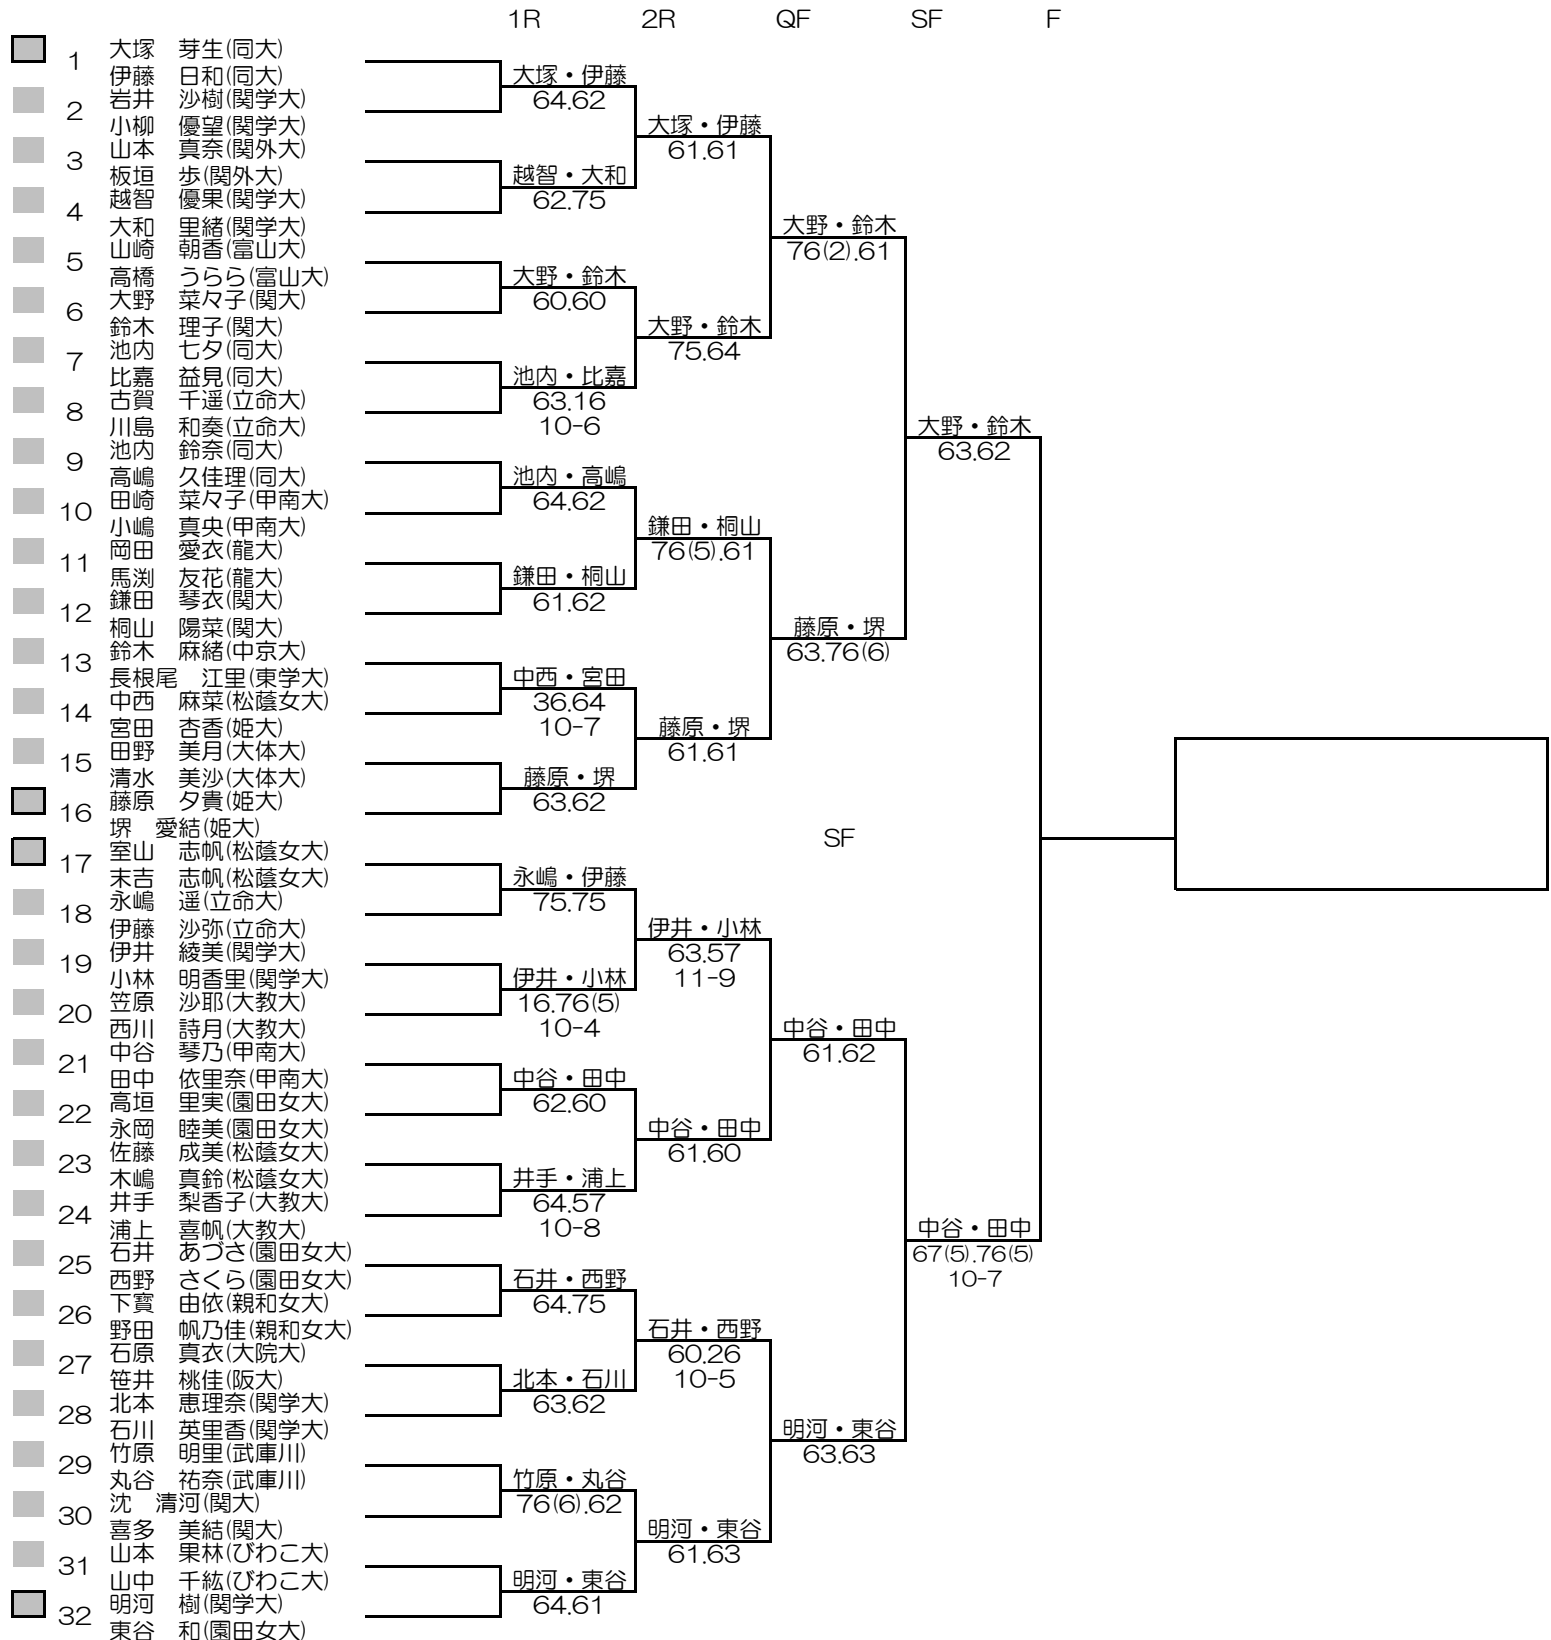 1R 2R QF SF F
1 大塚　芽生(同大)
伊藤　日和(同大)
2 岩井　沙樹(関学大)
小柳　優望(関学大)
3 山本　真奈(関外大)
板垣　歩(関外大)
4 越智　優果(関学大)
大和　里緒(関学大)
5 山崎　朝香(富山大)
高橋　うらら(富山大)
6 大野　菜々子(関大)
鈴木　理子(関大)
7 池内　七夕(同大)
比嘉　益見(同大)
8 古賀　千遥(立命大)
川島　和奏(立命大)
9 池内　鈴奈(同大)
高嶋　久佳理(同大)
10 田崎　菜々子(甲南大)
小嶋　真央(甲南大)
11 岡田　愛衣(龍大)
馬渕　友花(龍大)
12 鎌田　琴衣(関大)
桐山　陽菜(関大)
13 鈴木　麻緒(中京大)
長根尾　江里(東学大)
14 中西　麻菜(松蔭女大)
宮田　杏香(姫大)
15 田野　美月(大体大)
清水　美沙(大体大)
16 藤原　夕貴(姫大)
堺　愛結(姫大)
17 室山　志帆(松蔭女大)
末吉　志帆(松蔭女大)
18 永嶋　遥(立命大)
伊藤　沙弥(立命大)
19 伊井　綾美(関学大)
小林　明香里(関学大)
20 笠原　沙耶(大教大)
西川　詩月(大教大)
21 中谷　琴乃(甲南大)
田中　依里奈(甲南大)
22 高垣　里実(園田女大)
永岡　睦美(園田女大)
23 佐藤　成美(松蔭女大)
木嶋　真鈴(松蔭女大)
24 井手　梨香子(大教大)
浦上　喜帆(大教大)
25 石井　あづさ(園田女大)
西野　さくら(園田女大)
26 下寳　由依(親和女大)
野田　帆乃佳(親和女大)
27 石原　真衣(大院大)
笹井　桃佳(阪大)
28 北本　恵理奈(関学大)
石川　英里香(関学大)
29 竹原　明里(武庫川)
丸谷　祐奈(武庫川)
30 沈　清河(関大)
喜多　美結(関大)
31 山本　果林(びわこ大)
山中　千紘(びわこ大)
32 明河　樹(関学大)
東谷　和(園田女大)
大塚・伊藤
64.62
越智・大和
62.75
大野・鈴木
60.60
池内・比嘉
63.16
10-6
池内・高嶋
64.62
鎌田・桐山
61.62
中西・宮田
36.64
10-7
藤原・堺
63.62
永嶋・伊藤
75.75
伊井・小林
16.76(5)
10-4
中谷・田中
62.60
井手・浦上
64.57
10-8
石井・西野
64.75
北本・石川
63.62
竹原・丸谷
76(6).62
明河・東谷
64.61
大塚・伊藤
61.61
大野・鈴木
75.64
鎌田・桐山
76(5).61
藤原・堺
61.61
伊井・小林
63.57
11-9
中谷・田中
61.60
石井・西野
60.26
10-5
明河・東谷
61.63
大野・鈴木
76(2).61
藤原・堺
63.76(6)
SF
中谷・田中
61.62
明河・東谷
63.63
大野・鈴木
63.62
中谷・田中
67(5).76(5)
10-7